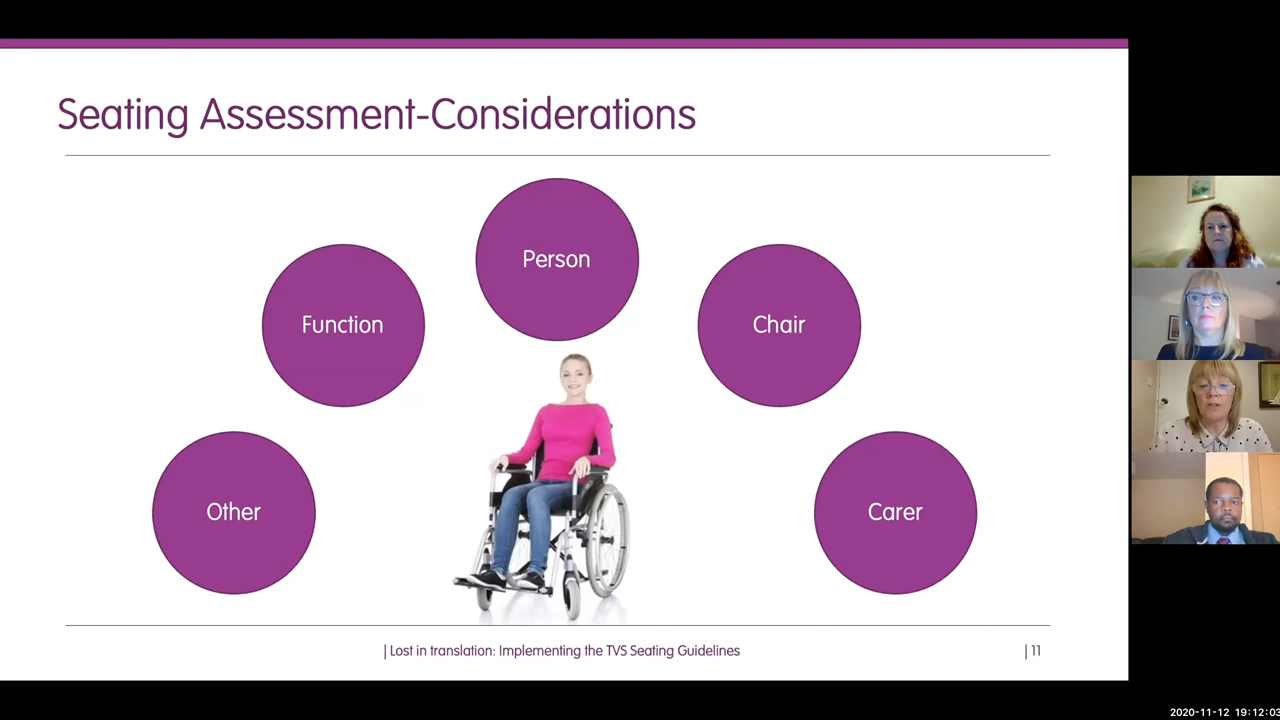 Seating Assessment-Considerations
Person
Function
Chair
Other
Carer
| Lost in translation: Implementing the TVS Seating Guidelines
| 11
2020-11-12 19:12:03